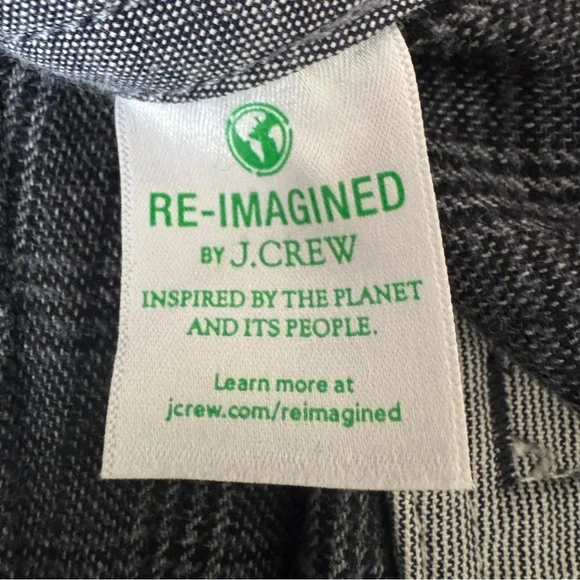 RE-IMAGINED
BY J.CREW
INSPIRED BY THE PLANET
AND ITS PEOPLE.
Learn more at
jcrew.com/reimagined